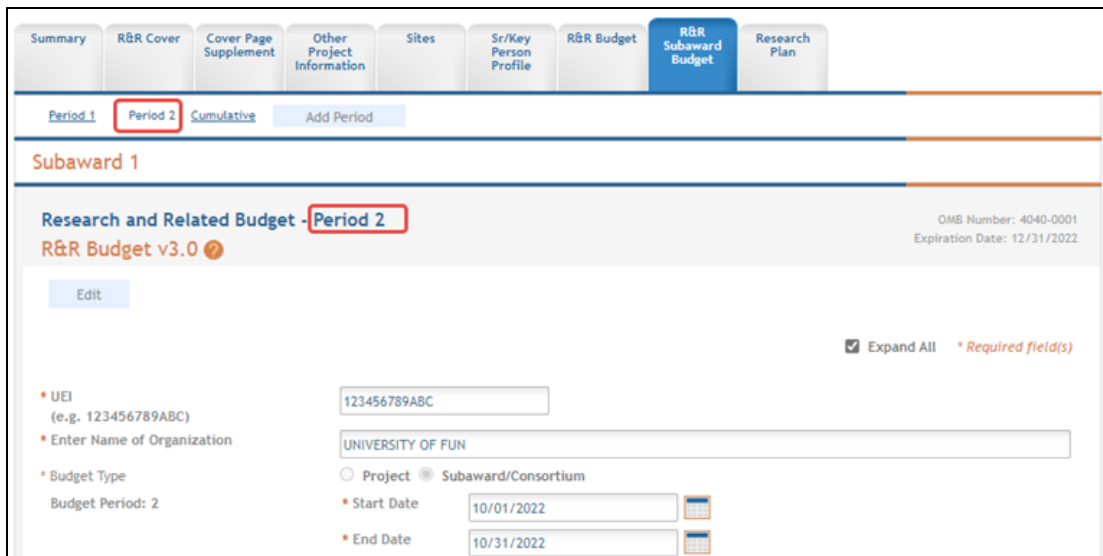 Summary
R&R Cover
Cover Page
Supplement
Other
Project
Information
Sites
Sr/Key
Person
Profile
R&R Budget
R&R
Subaward
Budget
Research
Plan
Period 1 Period 2 Cumulative Add Period
Subaward 1
Research and Related Budget - Period 2
OMB Number: 4040-0001
R&R Budget v3.0 ?
Expiration Date: 12/31/2022
Edit
Expand All * Required field(s)
* UEI
(e.g. 123456789ABC)
123456789ABC
* Enter Name of Organization UNIVERSITY OF FUN
* Budget Type Project Subaward/Consortium
Budget Period: 2 * Start Date 10/01/2022
* End Date 10/31/2022